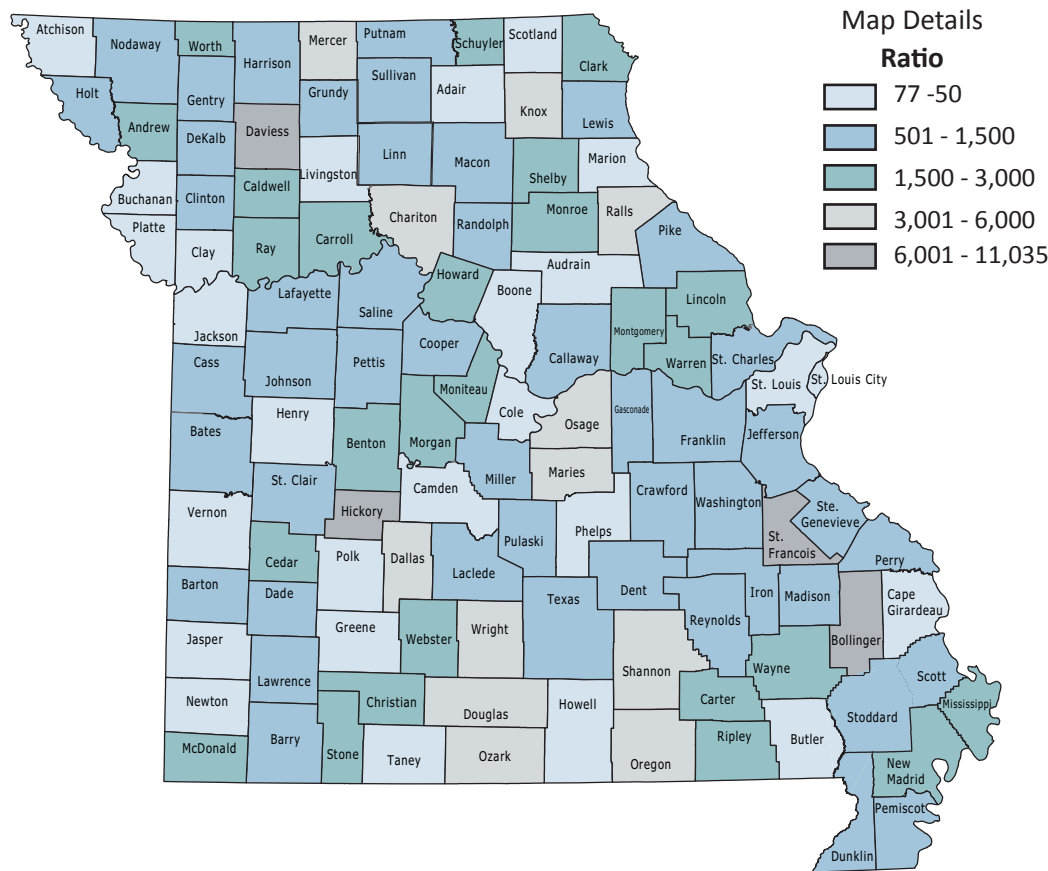 Map Details
Ratio
77 -50
501 - 1,500
1,500 - 3,000
3,001 - 6,000
6,001 - 11,035
Atchison
Nodaway
Worth
Harrison
Mercer
Putnam
Schuyler
Scotland
Clark
Holt
Gentry
Grundy
Sullivan
Adair
Knox
Lewis
Andrew
DeKalb
Daviess
Livingston
Linn
Macon
Shelby
Marion
Buchanan
Clinton
Caldwell
Chariton
Randolph
Monroe
Ralls
Platte
Clay
Ray
Carroll
Howard
Boone
Audrain
Pike
Jackson
Lafayette
Saline
Cooper
Callaway
Montgomery
Lincoln
Warren
St. Charles
St. Louis
St. Louis City
Cass
Johnson
Pettis
Moniteau
Cole
Osage
Gasconade
Franklin
Jefferson
Bates
Henry
Benton
Morgan
Miller
Maries
Crawford
Washington
Ste.
Genevieve
St.
Francois
Perry
Vernon
St. Clair
Hickory
Camden
Pulaski
Phelps
Cedar
Polk
Dallas
Laclede
Dent
Iron
Madison
Bollinger
Cape
Girardeau
Barton
Dade
Greene
Webster
Wright
Texas
Reynolds
Jasper
Lawrence
Christian
Douglas
Shannon
Wayne
Scott
Mississippi
Newton
Howell
Carter
Stoddard
McDonald
Barry
Stone
Taney
Ozark
Oregon
Ripley
Butler
New
Madrid
Pemiscot
Dunklin